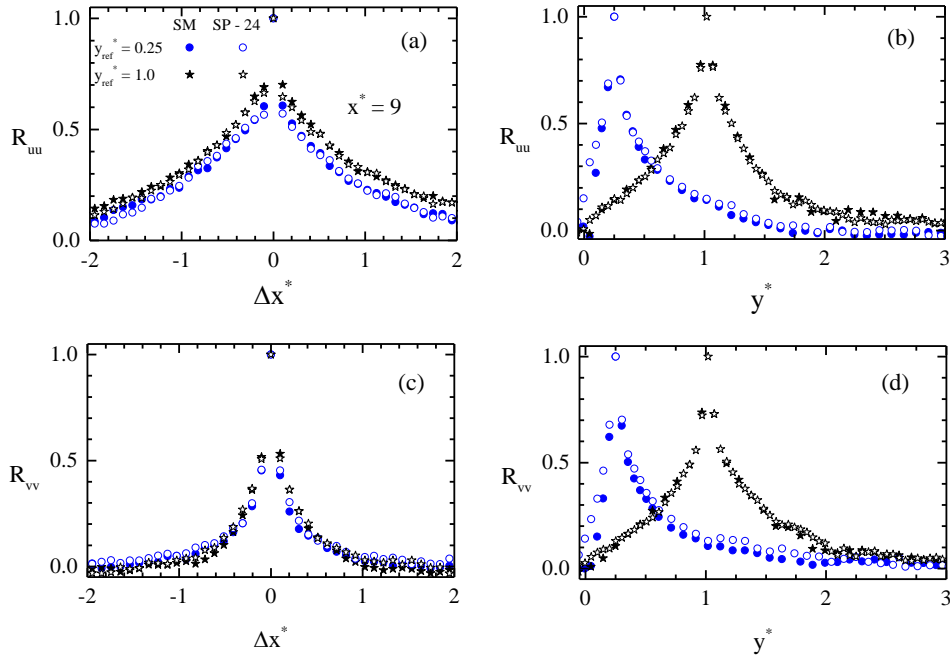 SM SP - 24
y_ref^* = 0.25
y_ref^* = 1.0
(a)
x^* = 9
R_uu
1.0
0.5
0.0
-2 -1 0 1 2
Δx^*
(b)
R_uu
1.0
0.5
0.0
0 1 2 3
y^*
(c)
R_vv
1.0
0.5
0.0
-2 -1 0 1 2
Δx^*
(d)
R_vv
1.0
0.5
0.0
0 1 2 3
y^*